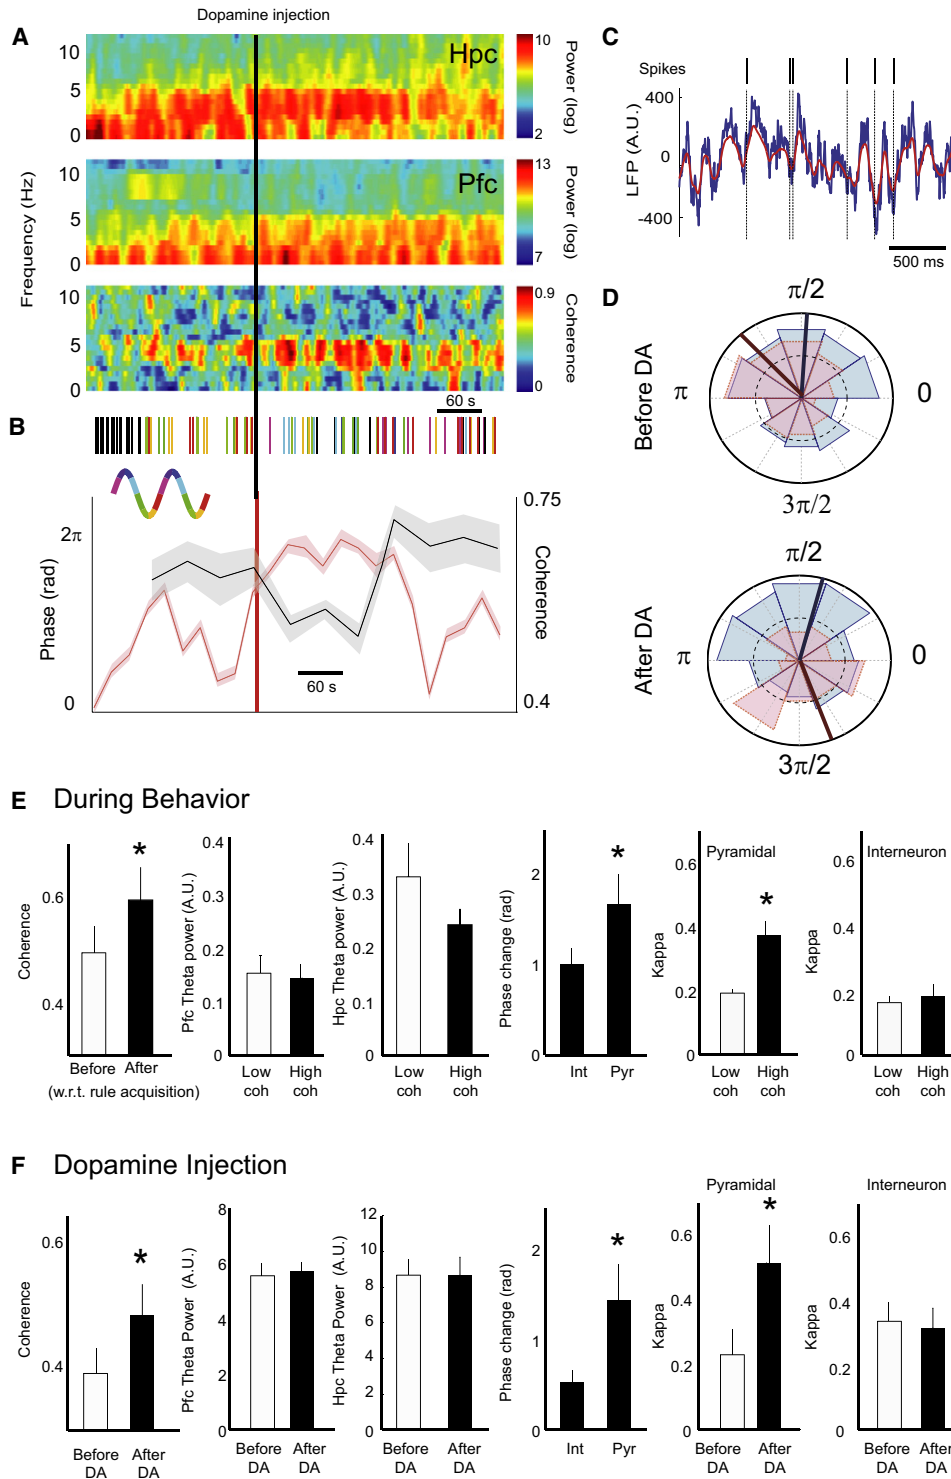 Dopamine injection
A
Hpc
10
5
0
10
2
Power (log)
Pfc
10
5
0
13
7
Power (log)
Frequency (Hz)
10
5
0
0.9
0
Coherence
60 s
B
2π
0
Phase (rad)
0.75
0.4
Coherence
60 s
C
Spikes
400
0
-400
LFP (A.U.)
500 ms
D
π/2
π
0
3π/2
Before DA
π/2
π
0
3π/2
After DA
E During Behavior
Coherence
0.6
0.4
Before After
(w.r.t. rule acquisition)
Pfc Theta power (A.U.)
0.4
0.3
0.2
0.1
0
Low High
coh coh
Hpc Theta power (A.U.)
0.4
0.3
0.2
0.1
0
Low High
coh coh
Phase change (rad)
2
1
0
*
Int Pyr
Pyramidal
Kappa
0.6
0.4
0.2
0
*
Low High
coh coh
Interneuron
Kappa
0.6
0.4
0.2
0
Low High
coh coh
*
F Dopamine Injection
Coherence
0.6
0.4
*
Before After
DA DA
Pfc Theta Power (A.U.)
8
6
4
2
0
Before After
DA DA
Hpc Theta Power (A.U.)
12
10
8
6
4
2
0
Before After
DA DA
Phase change (rad)
2
1
0
*
Int Pyr
Pyramidal
Kappa
0.6
0.4
0.2
0
*
Before After
DA DA
Interneuron
Kappa
0.6
0.4
0.2
0
Before After
DA DA